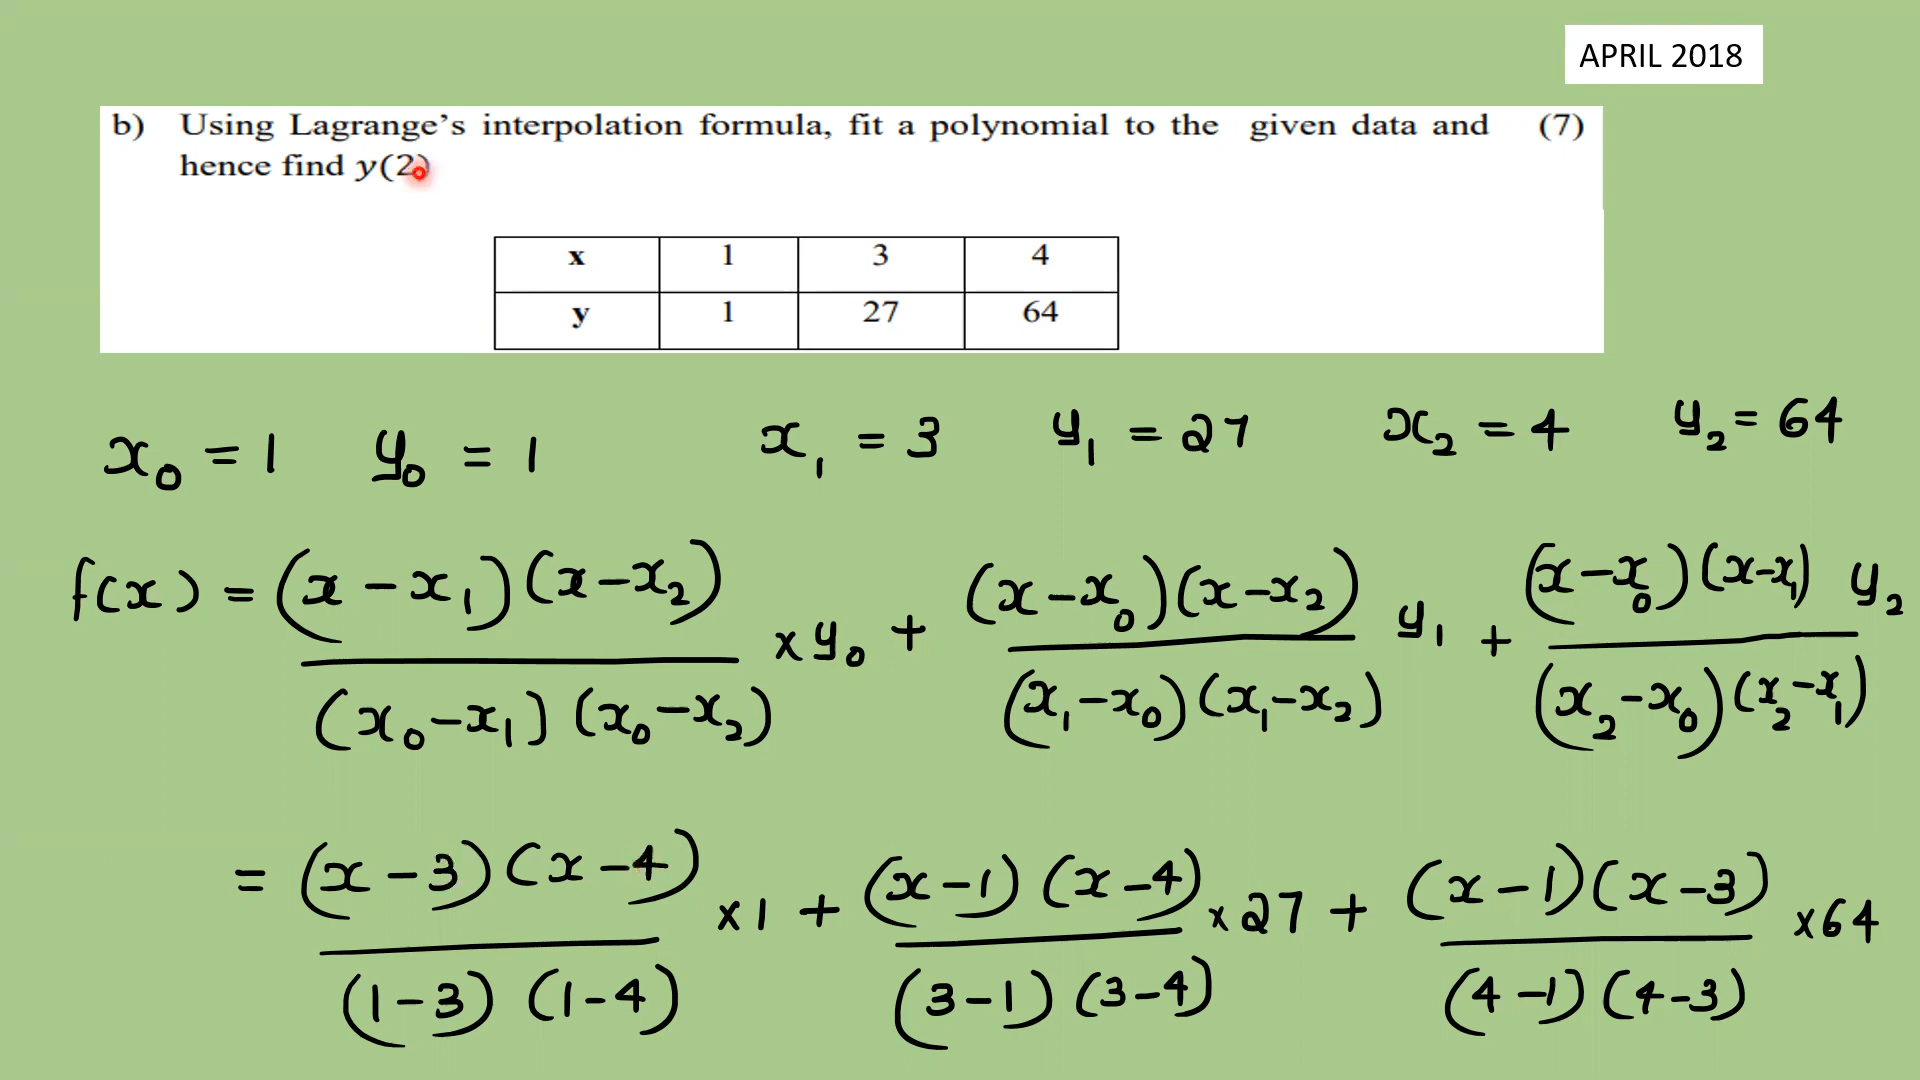 APRIL 2018
b) Using Lagrange's interpolation formula, fit a polynomial to the given data and (7)
hence find y(2)
x 1 3 4
y 1 27 64
x₀ = 1 y₀ = 1 x₁ = 3 y₁ = 27 x₂ = 4 y₂ = 64
f(x) = (x – x₁)(x – x₂) / (x₀ – x₁)(x₀ – x₂) × y₀ + (x – x₀)(x – x₂) / (x₁ – x₀)(x₁ – x₂) y₁ + (x – x₀)(x – x₁) y₂ / (x₂ – x₀)(x₂ – x₁)
= (x – 3)(x – 4) / (1 – 3)(1 – 4) × 1 + (x – 1)(x – 4) / (3 – 1)(3 – 4) × 27 + (x – 1)(x – 3) / (4 – 1)(4 – 3) × 64